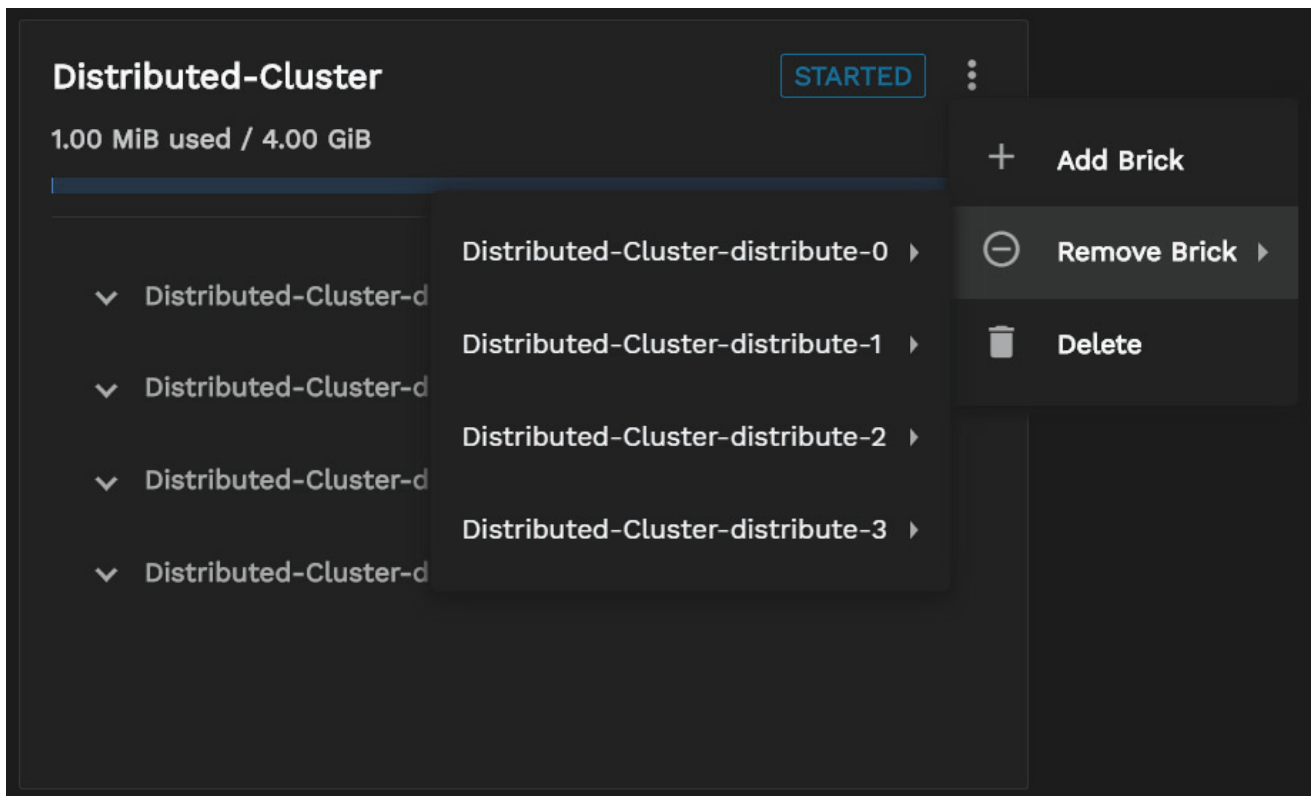 Distributed-Cluster STARTED
1.00 MiB used / 4.00 GiB
Add Brick
Remove Brick
Delete
Distributed-Cluster-distribute-0
Distributed-Cluster-distribute-1
Distributed-Cluster-distribute-2
Distributed-Cluster-distribute-3
Distributed-Cluster-d
Distributed-Cluster-d
Distributed-Cluster-d
Distributed-Cluster-d